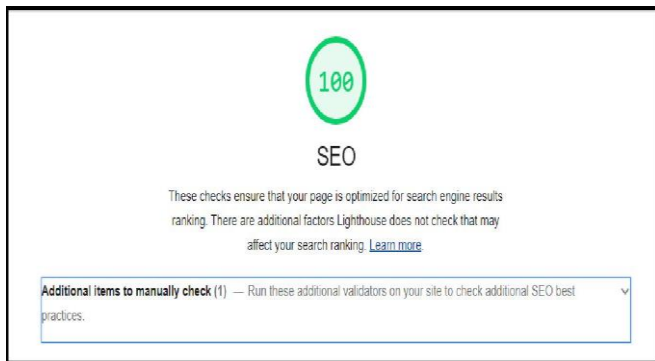 100
SEO
These checks ensure that your page is optimized for search engine results
ranking. There are additional factors Lighthouse does not check that may
affect your search ranking. Learn more.
Additional items to manually check (1) — Run these additional validators on your site to check additional SEO best
practices.